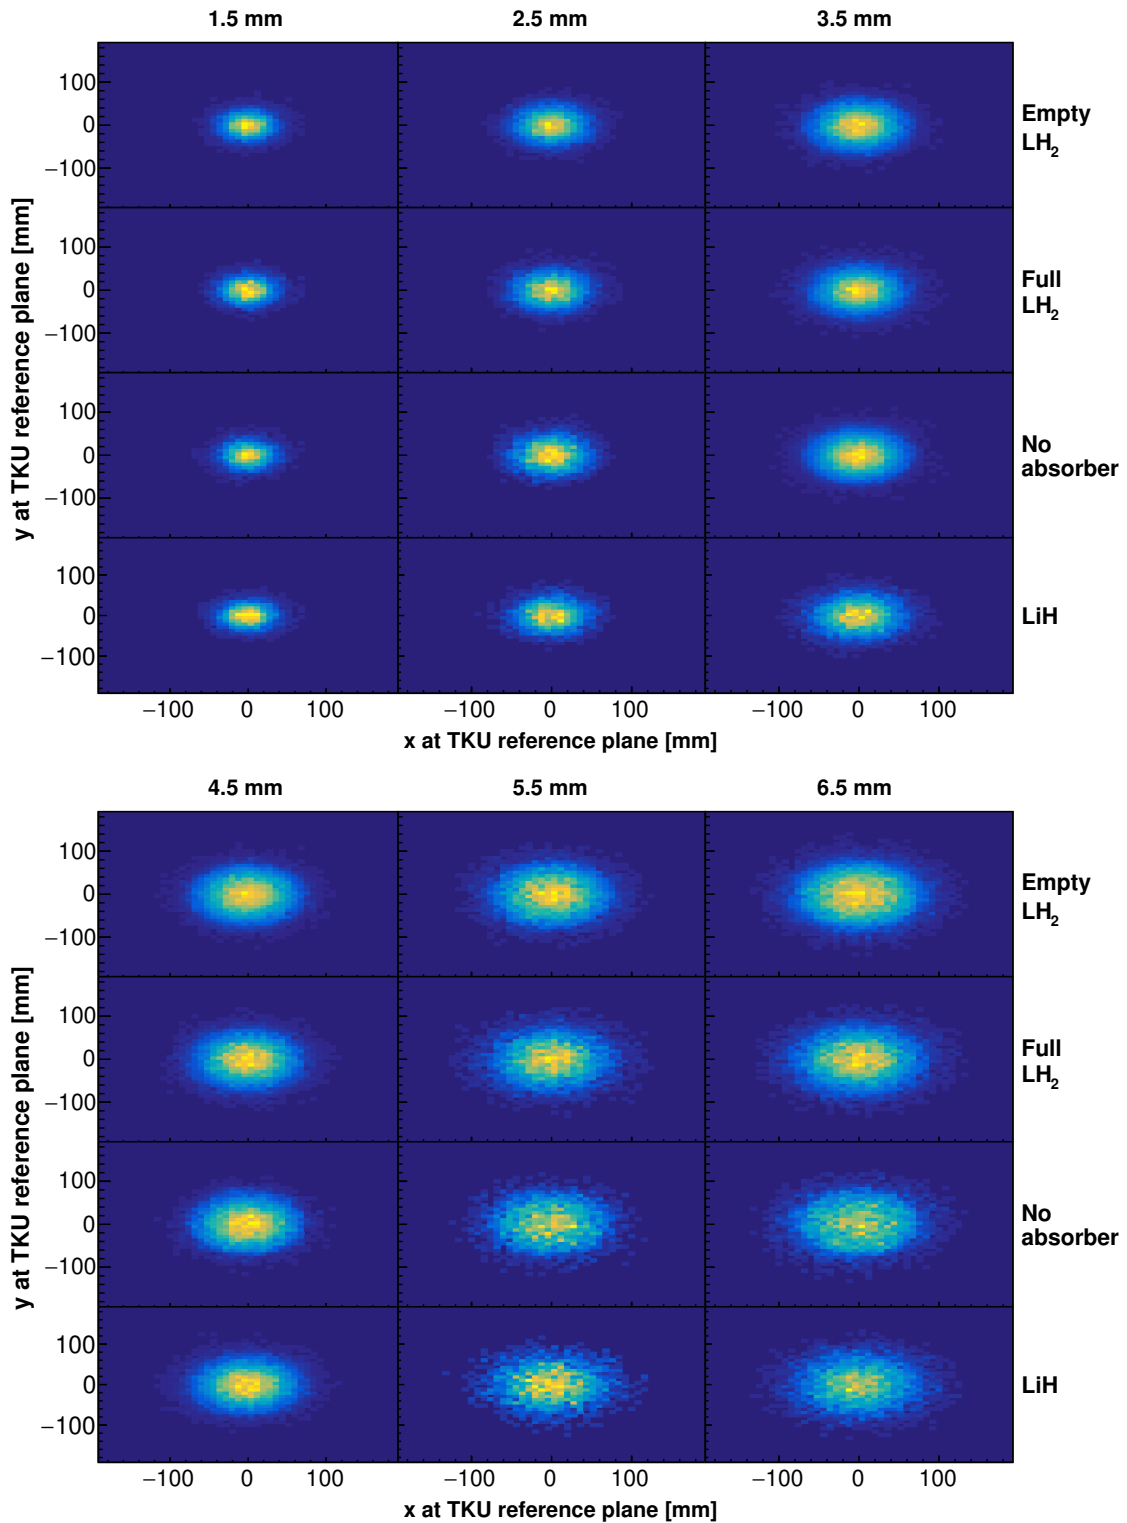 1.5 mm 2.5 mm 3.5 mm
100
0
−100
Empty
LH2
100
0
−100
Full
LH2
100
0
−100
No
absorber
100
0
−100
LiH
y at TKU reference plane [mm]
−100 0 100 −100 0 100 −100 0 100
x at TKU reference plane [mm]
4.5 mm 5.5 mm 6.5 mm
100
0
−100
Empty
LH2
100
0
−100
Full
LH2
100
0
−100
No
absorber
100
0
−100
LiH
y at TKU reference plane [mm]
−100 0 100 −100 0 100 −100 0 100
x at TKU reference plane [mm]